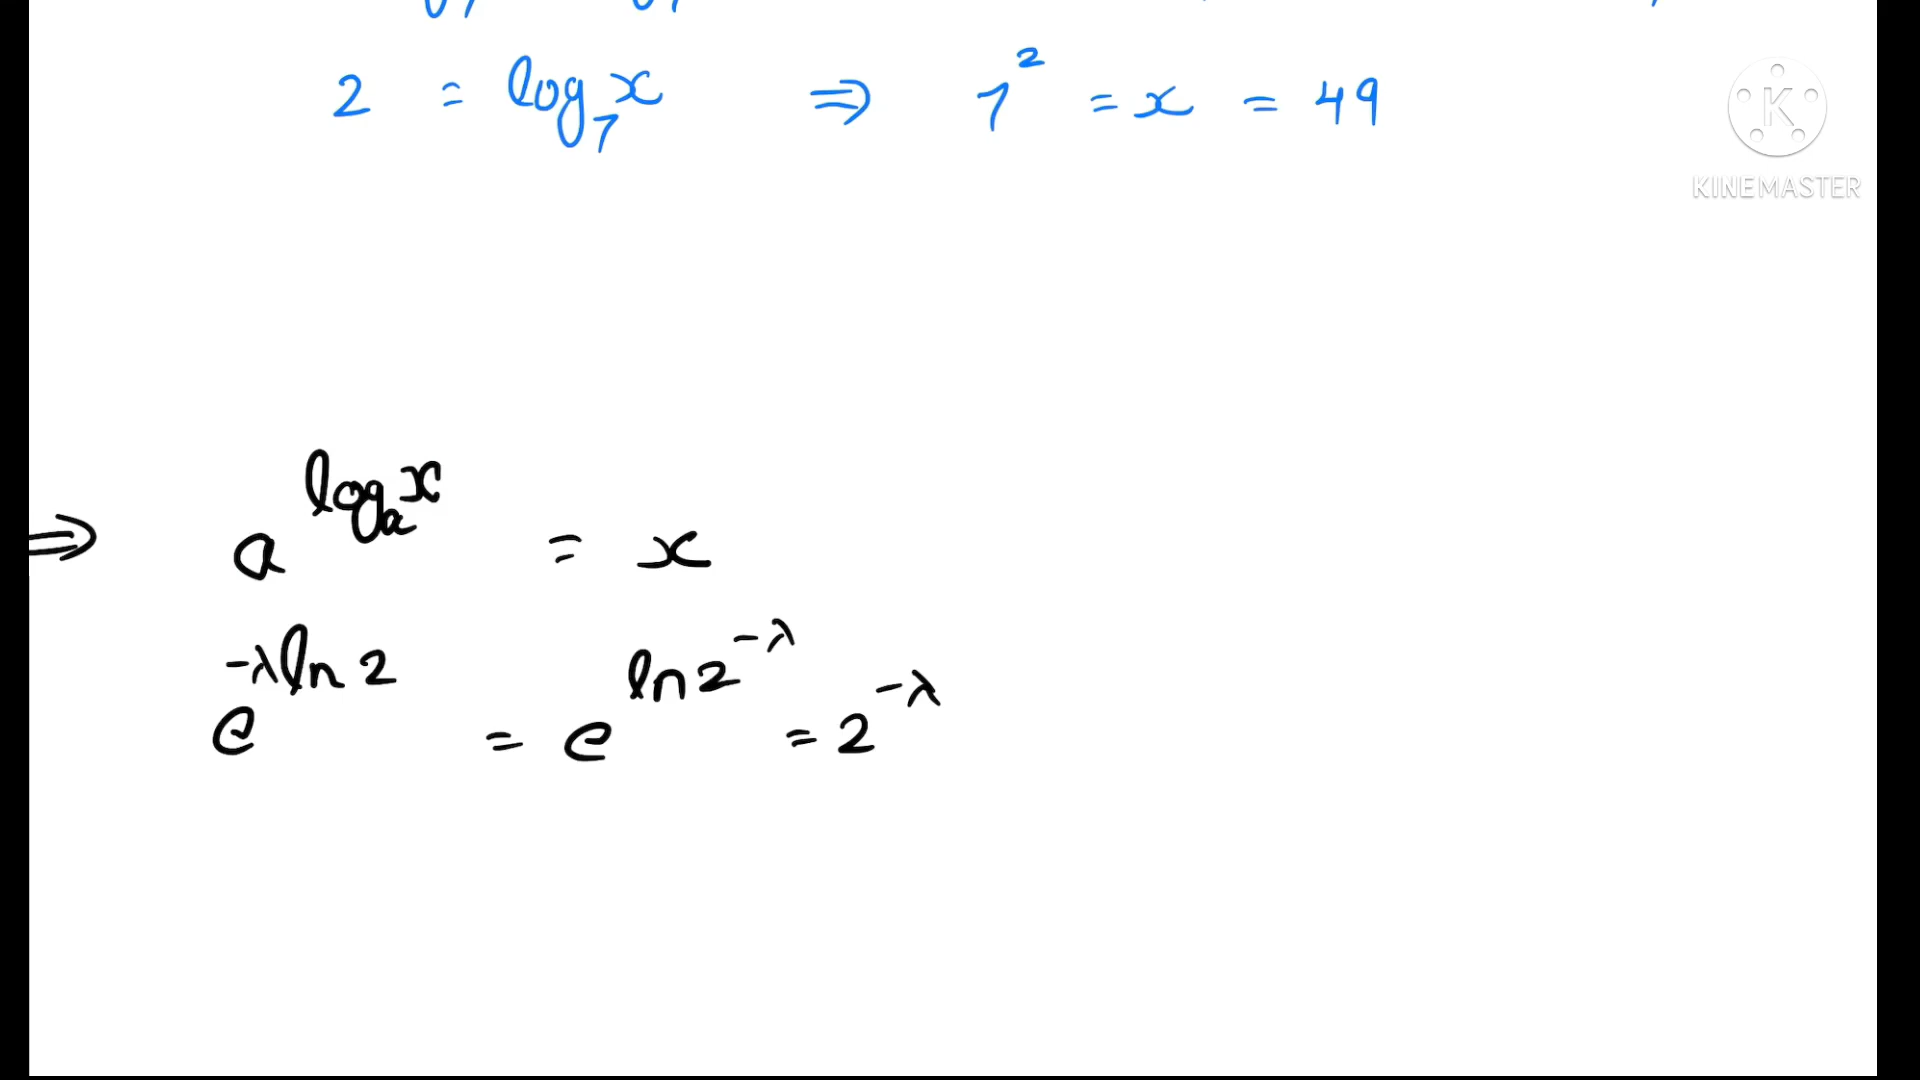 2 = log₇x ⇒ 7² = x = 49
K
KINEMASTER
⇒ a^(logₐx) = x
e^(-λln2) = e^(ln2^(-λ)) = 2^(-λ)